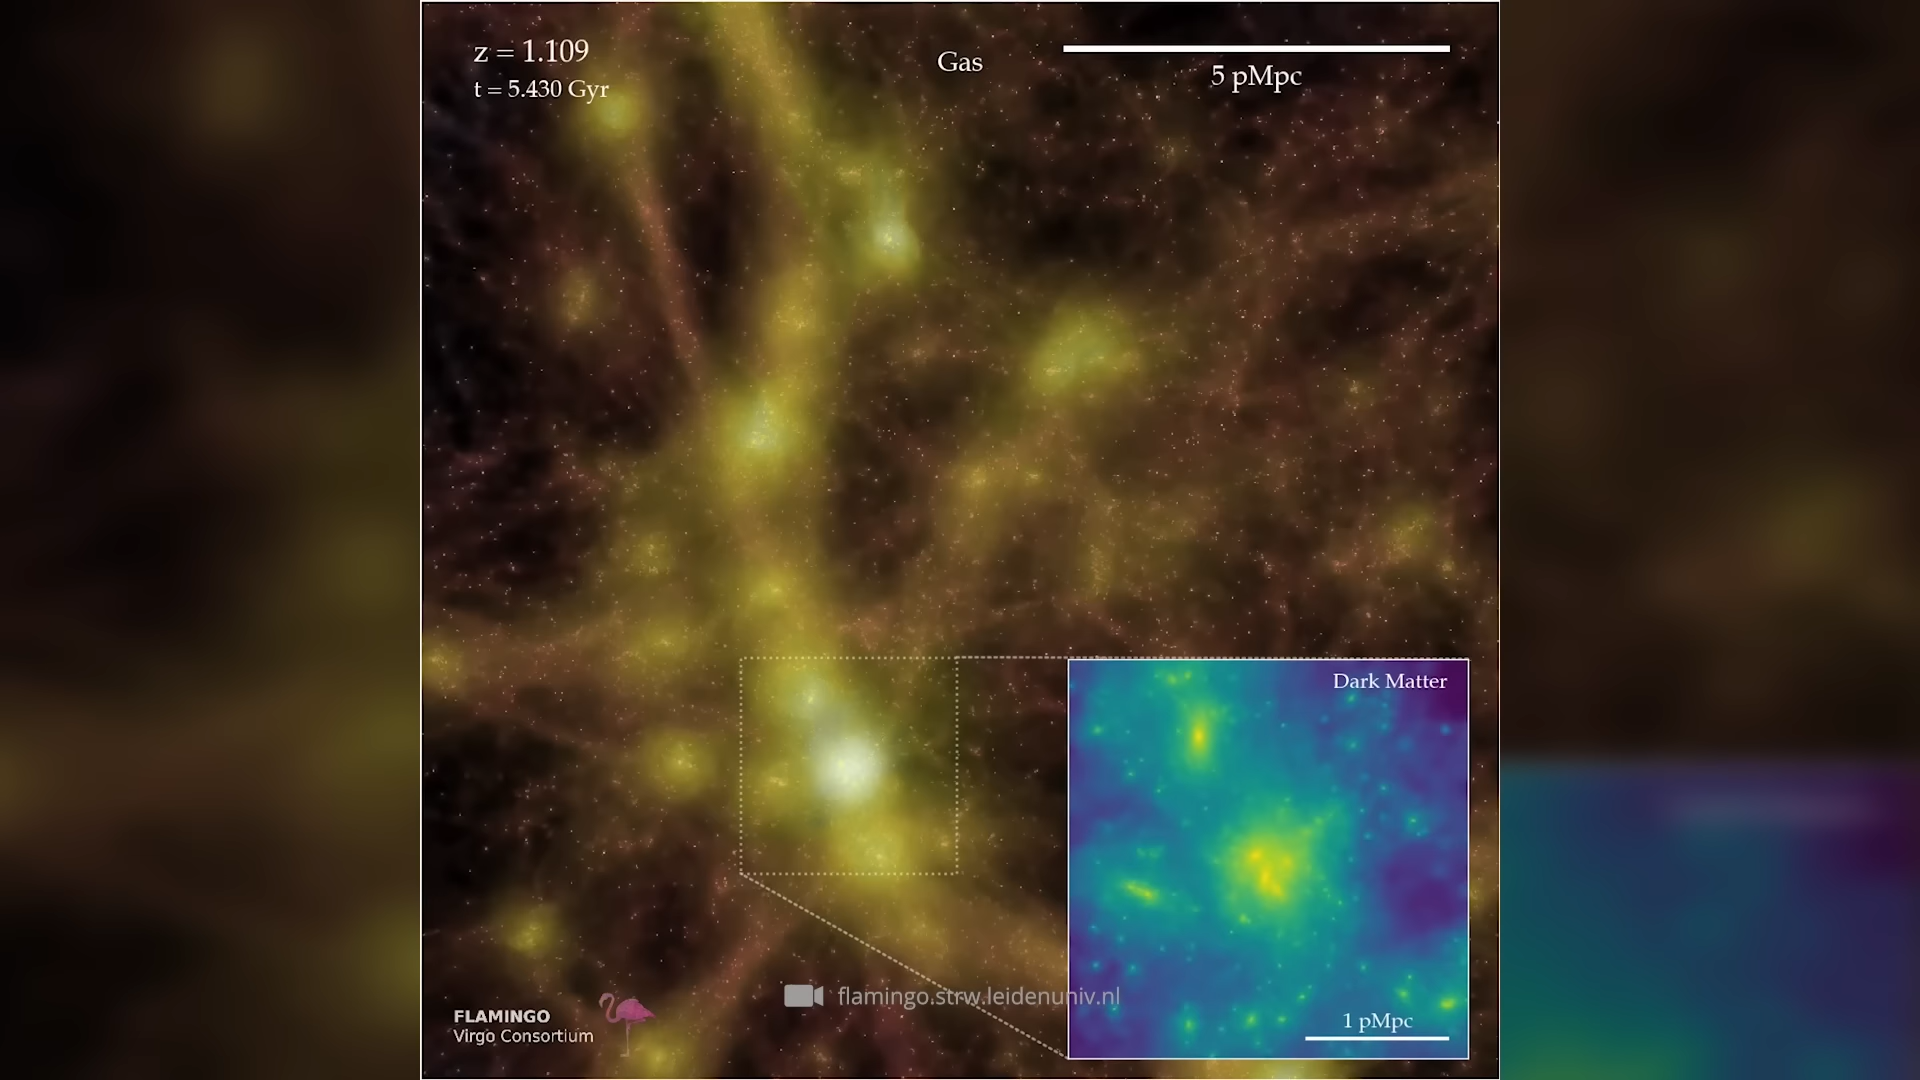 z = 1.109
t = 5.430 Gyr
Gas
5 pMpc
Dark Matter
1 pMpc
flamingo.strw.leidenuniv.nl
FLAMINGO
Virgo Consortium